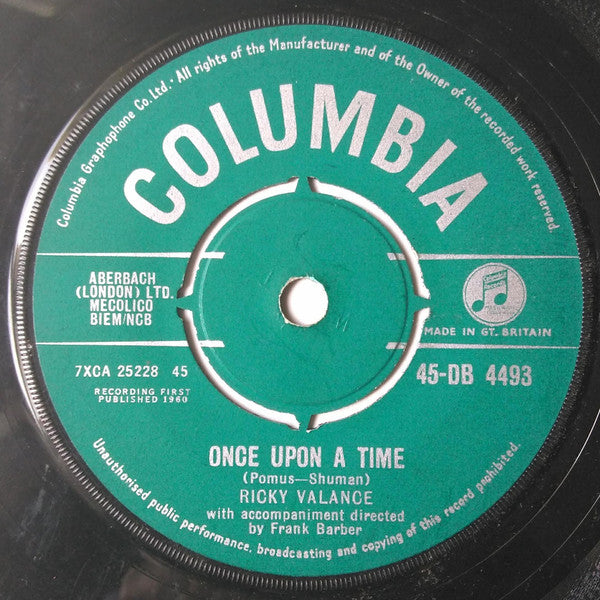 Columbia Graphophone Co. Ltd. · All rights of the Manufacturer and of the Owner of the recorded work reserved.
COLUMBIA
ABERBACH
(LONDON) LTD.
MECOLICO
BIEM/NCB
Columbia
Records
MADE IN GT. BRITAIN
7XCA 25228 45
45-DB 4493
RECORDING FIRST
PUBLISHED 1960
ONCE UPON A TIME
(Pomus—Shuman)
RICKY VALANCE
with accompaniment directed
by Frank Barber
Unauthorised public performance, broadcasting and copying of this record prohibited.